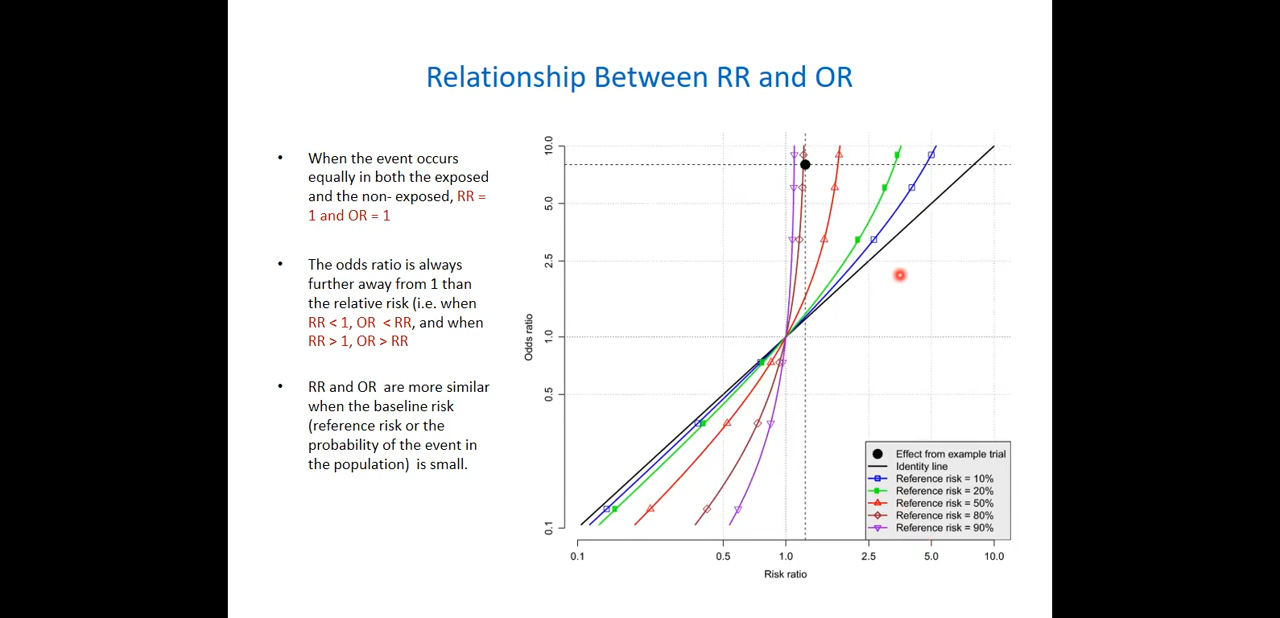 Relationship Between RR and OR
• When the event occurs
equally in both the exposed
and the non- exposed, RR =
1 and OR = 1
• The odds ratio is always
further away from 1 than
the relative risk (i.e. when
RR < 1, OR < RR, and when
RR > 1, OR > RR
• RR and OR are more similar
when the baseline risk
(reference risk or the
probability of the event in
the population) is small.
Odds ratio
10.0
5.0
2.5
1.0
0.5
0.1
0.1 0.5 1.0 2.5 5.0 10.0
Risk ratio
Effect from example trial
Identity line
Reference risk = 10%
Reference risk = 20%
Reference risk = 50%
Reference risk = 80%
Reference risk = 90%